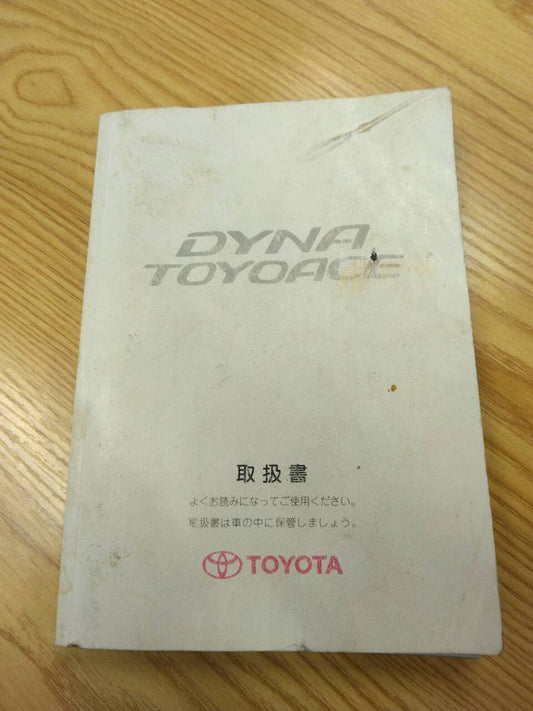 DYNA
TOYOACE
取扱書
よくお読みになってご使用ください。
取扱書は車の中に保管しましょう。
TOYOTA